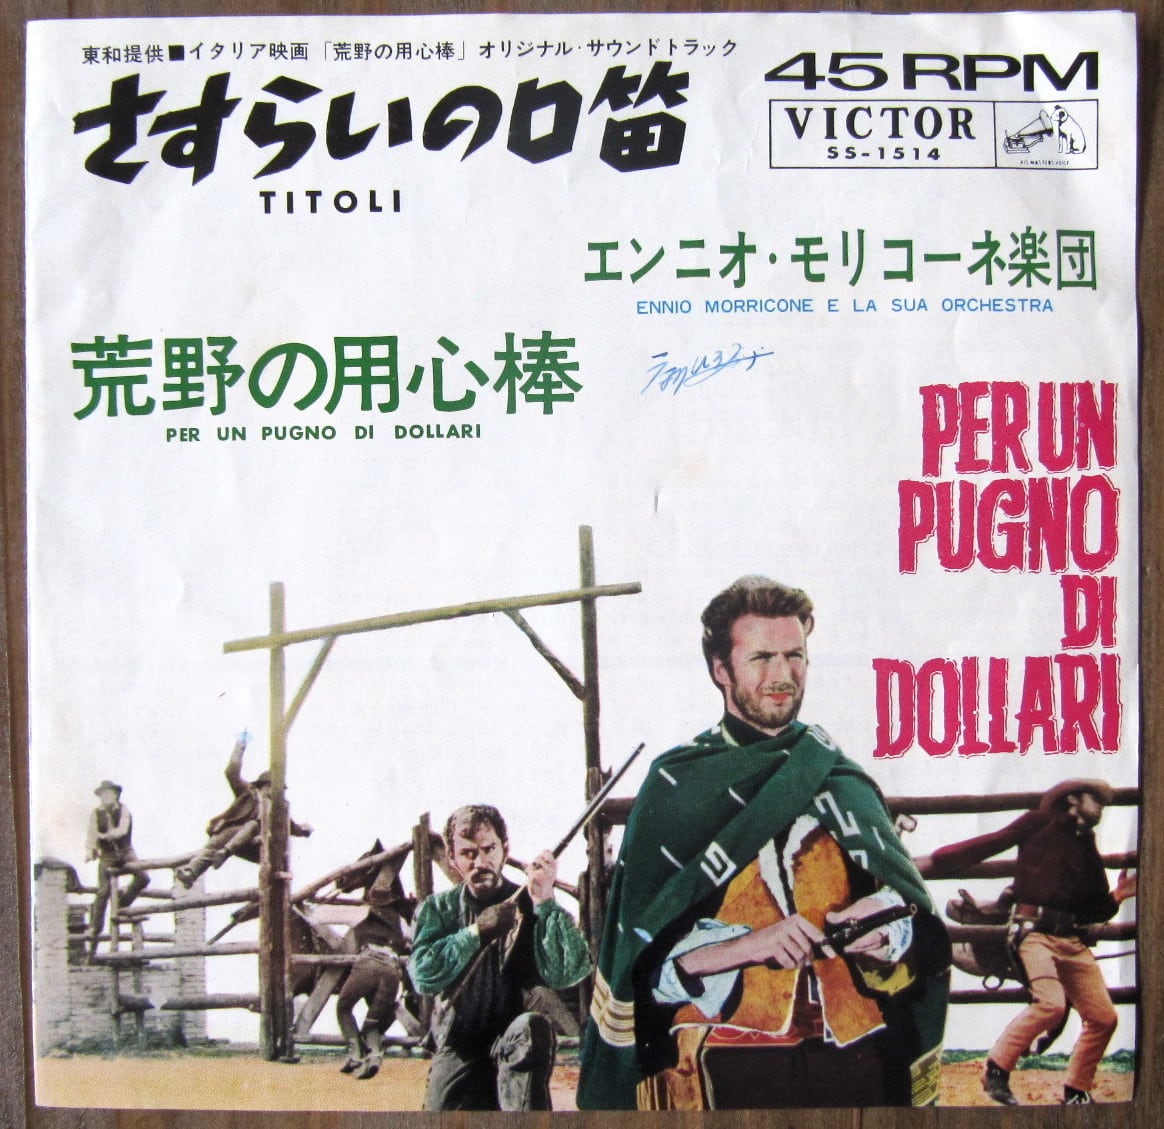 東和提供■イタリア映画「荒野の用心棒」オリジナル・サウンドトラック
さすらいの口笛
TITOLI
45 RPM
VICTOR
SS-1514
HIS MASTERS VOICE
エンニオ・モリコーネ楽団
ENNIO MORRICONE E LA SUA ORCHESTRA
荒野の用心棒
PER UN PUGNO DI DOLLARI
PER UN
PUGNO
DI
DOLLARI